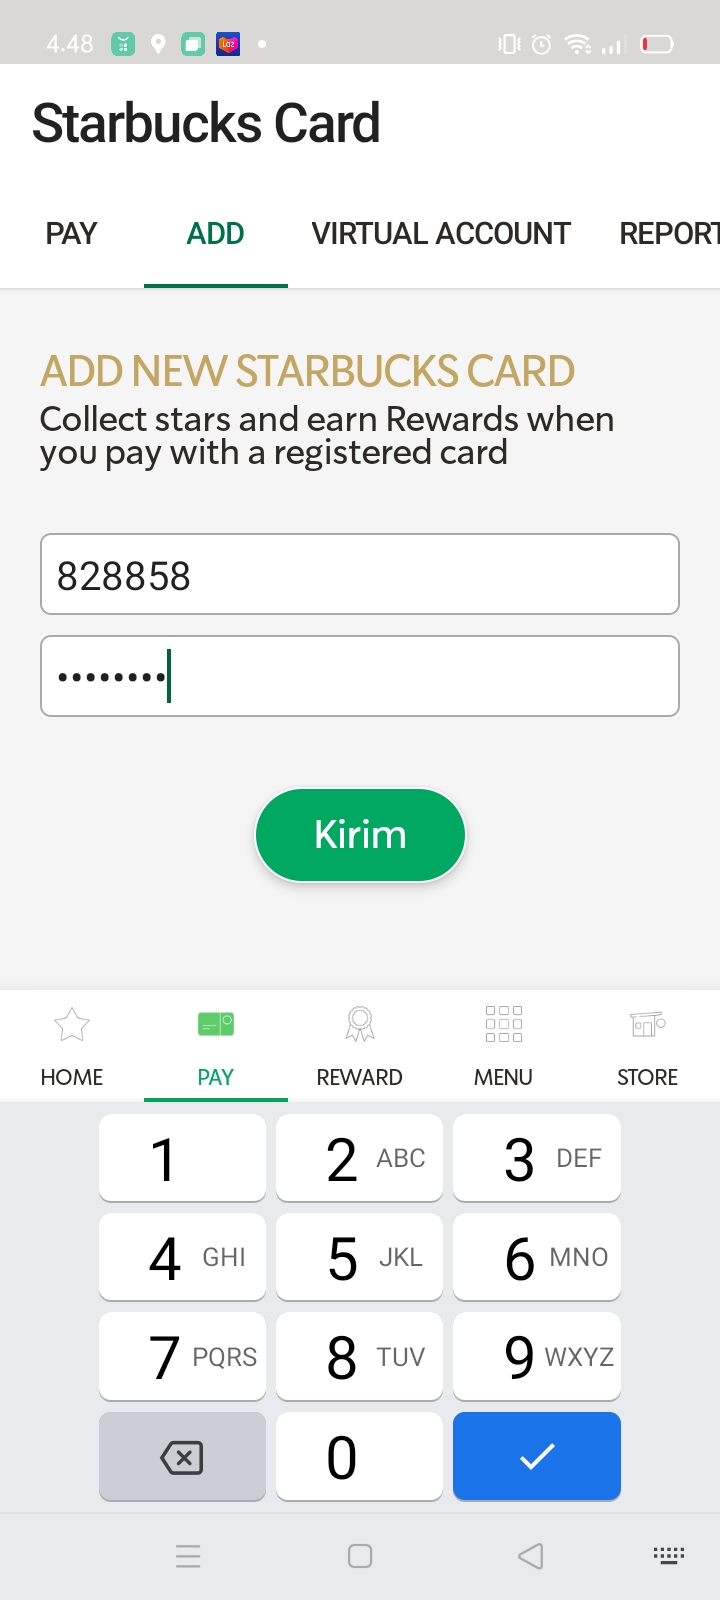 4.48
Laz
Starbucks Card
PAY ADD VIRTUAL ACCOUNT REPORT
ADD NEW STARBUCKS CARD
Collect stars and earn Rewards when
you pay with a registered card
828858
••••••••
Kirim
HOME PAY REWARD MENU STORE
1 2 ABC 3 DEF
4 GHI 5 JKL 6 MNO
7 PQRS 8 TUV 9 WXYZ
0